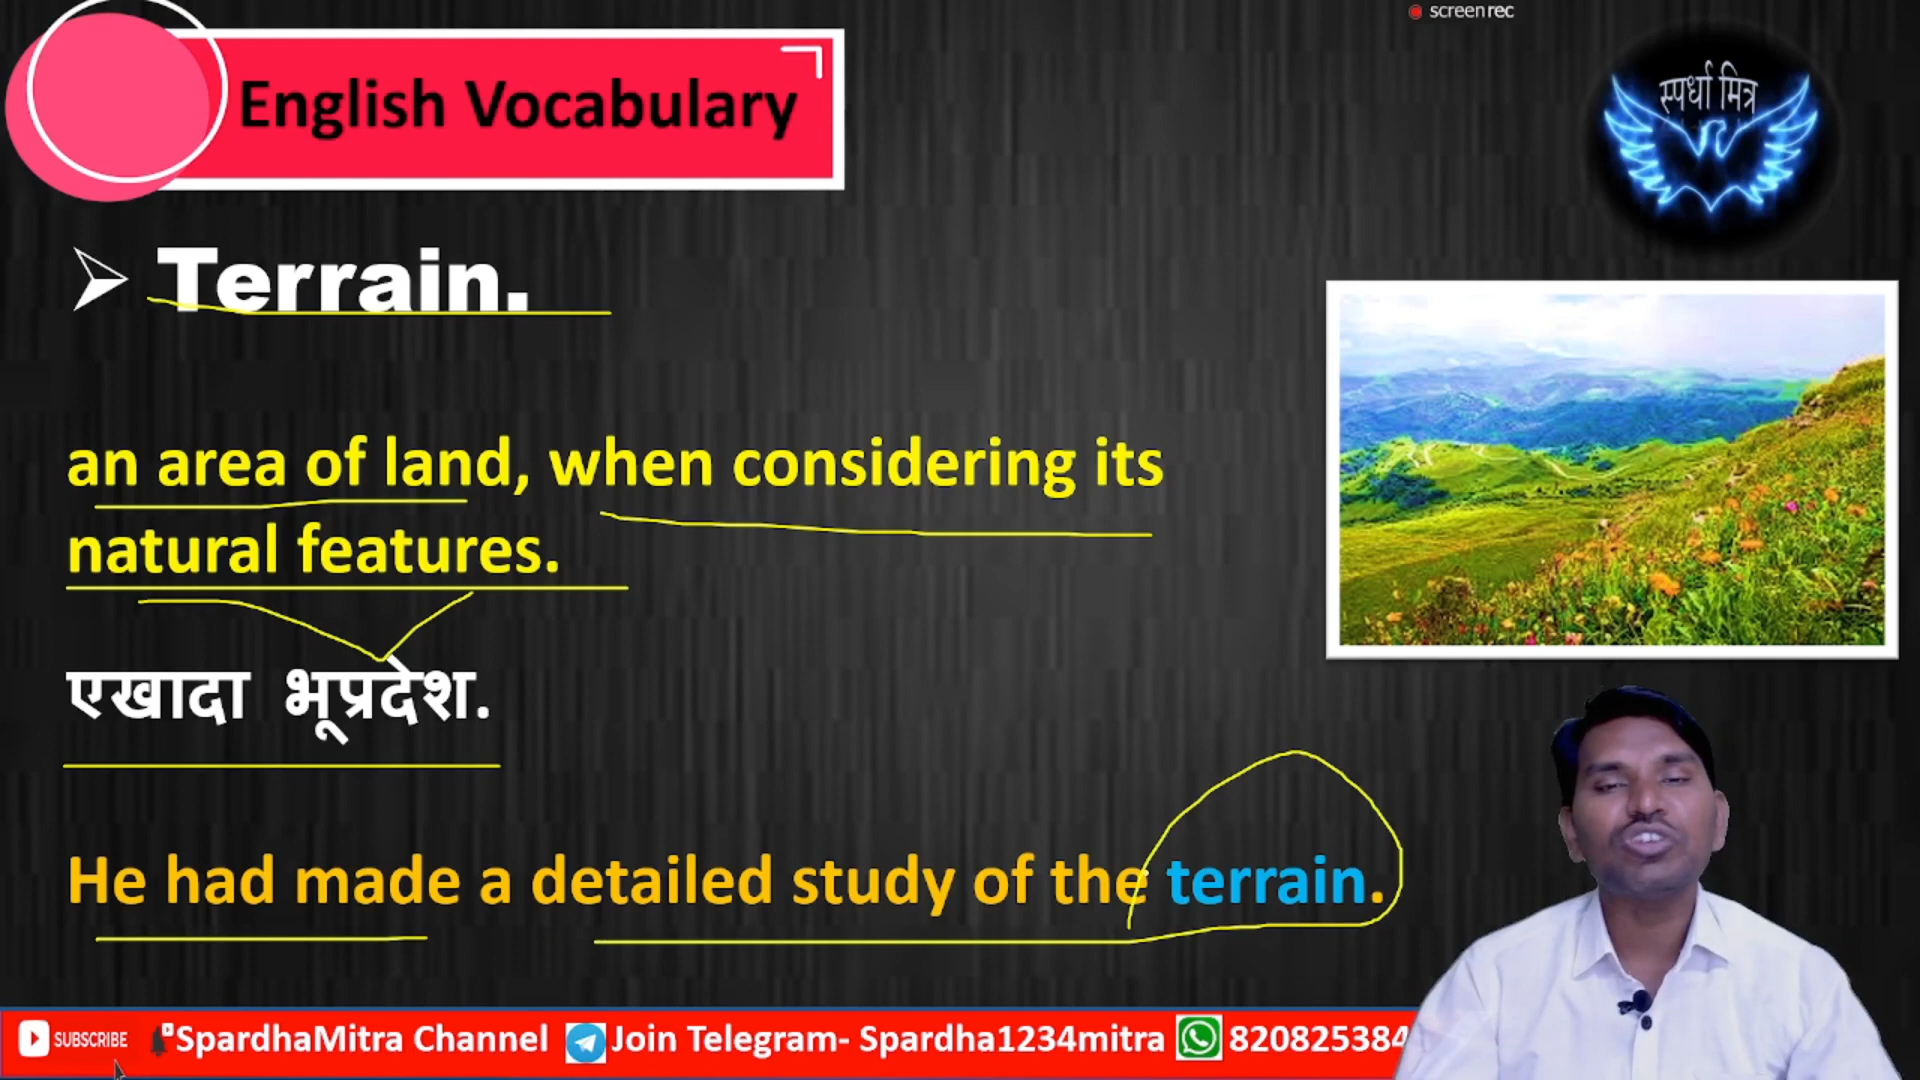 screenrec
English Vocabulary
स्पर्धा मित्र
Terrain.
an area of land, when considering its
natural features.
एखादा भूप्रदेश.
He had made a detailed study of the terrain.
SUBSCRIBE SpardhaMitra Channel Join Telegram- Spardha1234mitra 820825384